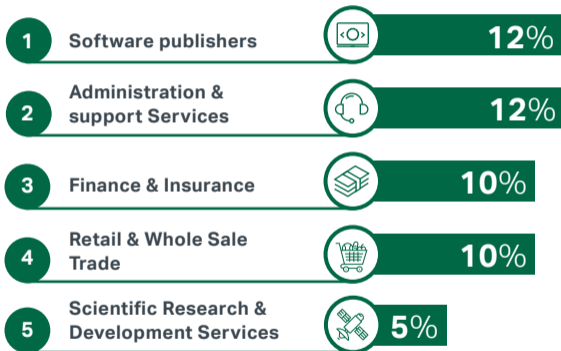 1 Software publishers <O> 12%
Administration &
2 support Services 12%
3 Finance & Insurance 10%
Retail & Whole Sale
4 Trade 10%
Scientific Research &
5 Development Services 5%